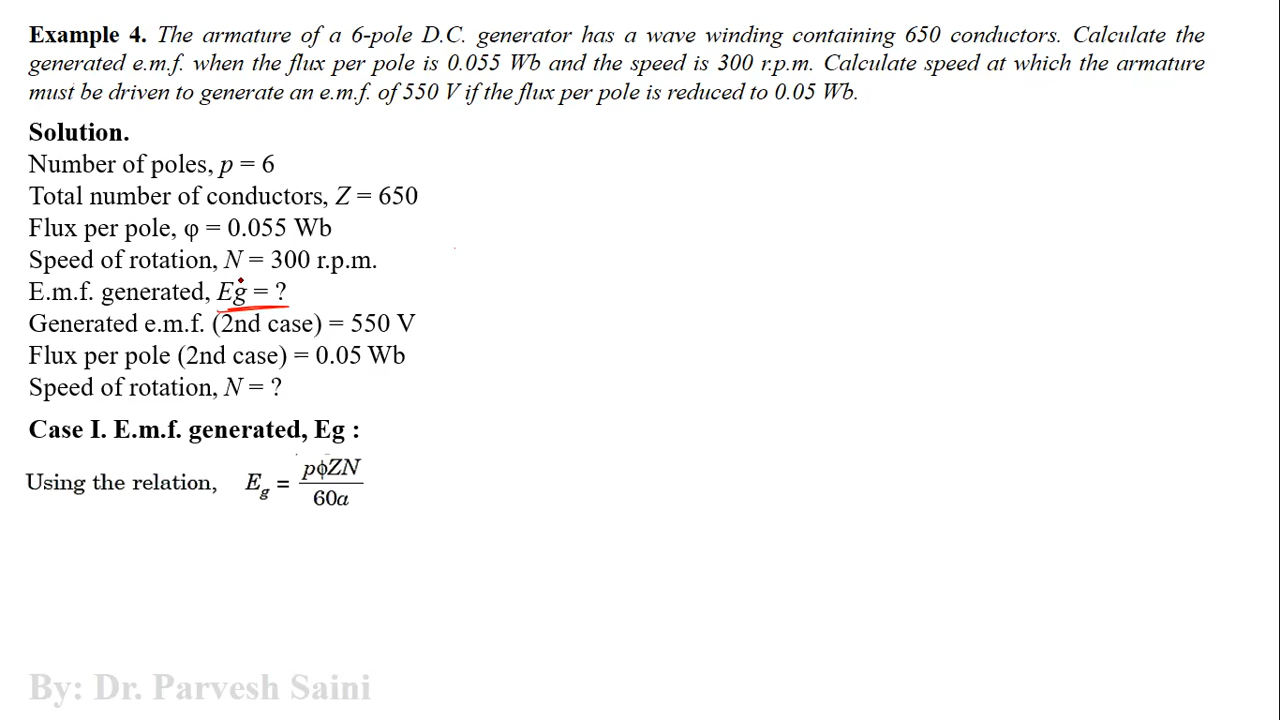 Example 4. The armature of a 6-pole D.C. generator has a wave winding containing 650 conductors. Calculate the
generated e.m.f. when the flux per pole is 0.055 Wb and the speed is 300 r.p.m. Calculate speed at which the armature
must be driven to generate an e.m.f. of 550 V if the flux per pole is reduced to 0.05 Wb.
Solution.
Number of poles, p = 6
Total number of conductors, Z = 650
Flux per pole, φ = 0.055 Wb
Speed of rotation, N = 300 r.p.m.
E.m.f. generated, Eg = ?
Generated e.m.f. (2nd case) = 550 V
Flux per pole (2nd case) = 0.05 Wb
Speed of rotation, N = ?
Case I. E.m.f. generated, Eg :
Using the relation, E_g = pϕZN / 60a
By: Dr. Parvesh Saini